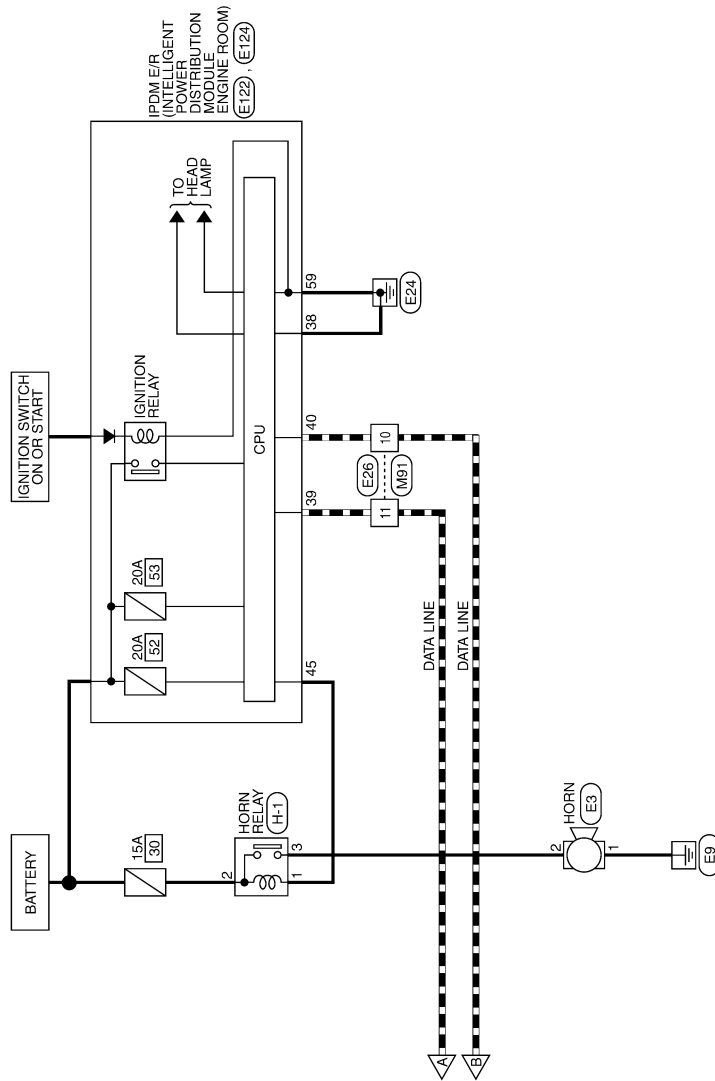 BATTERY
IGNITION SWITCH
ON OR START
IPDM E/R
(INTELLIGENT
POWER
DISTRIBUTION
MODULE
ENGINE ROOM)
E122 , E124
15A
30
20A
52
20A
53
IGNITION
RELAY
TO
HEAD
LAMP
CPU
HORN
RELAY
H-1
2
1
3
45
39
40
38
59
E24
11
10
E26
M91
DATA LINE
DATA LINE
A
B
HORN
E3
2
1
E9